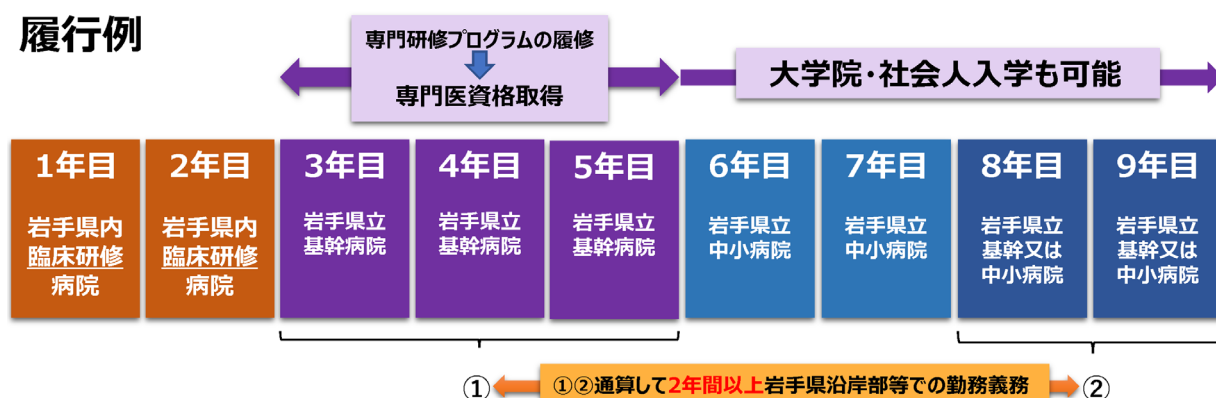 履行例
専門研修プログラムの履修
専門医資格取得
大学院・社会人入学も可能
1年目
岩手県内
臨床研修
病院
2年目
岩手県内
臨床研修
病院
3年目
岩手県立
基幹病院
4年目
岩手県立
基幹病院
5年目
岩手県立
基幹病院
6年目
岩手県立
中小病院
7年目
岩手県立
中小病院
8年目
岩手県立
基幹又は
中小病院
9年目
岩手県立
基幹又は
中小病院
①
①②通算して2年間以上岩手県沿岸部等での勤務義務
②